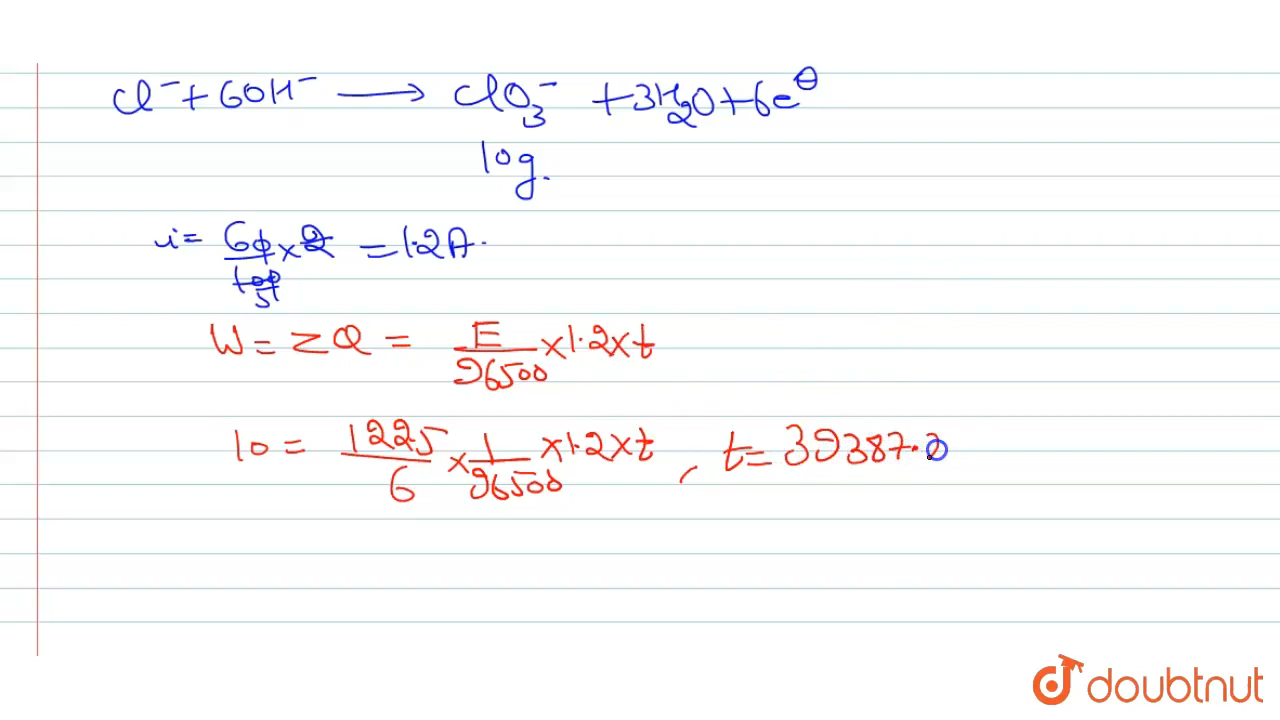 Cl⁻ + 6OH⁻ → ClO₃⁻ + 3H₂O + 6e⊖
10g.
i = 60/100 × 2 = 1.2A.
W = ZQ = E/96500 × 1.2 × t
10 = 122.5/6 × 1/96500 × 1.2 × t , t = 39387.
doubtnut